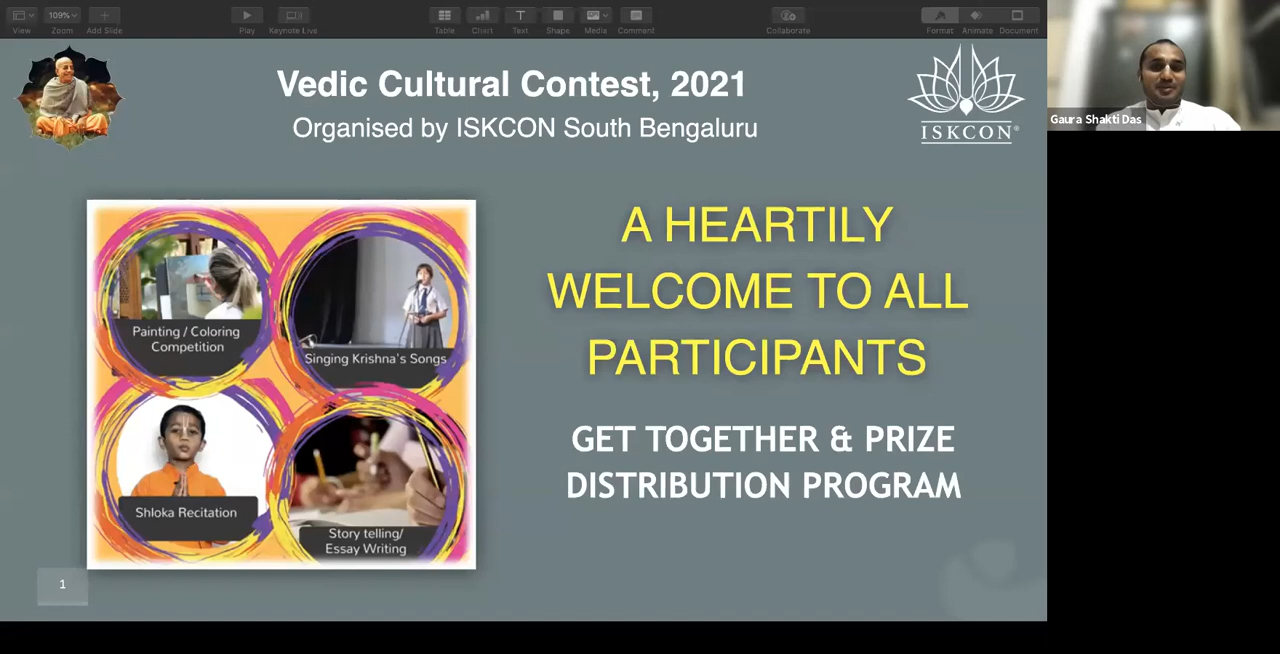 View
109%
Zoom
Add Slide
Play
Keynote Live
Table
Chart
Text
Shape
Media
Comment
Collaborate
Format
Animate
Document
Vedic Cultural Contest, 2021
Organised by ISKCON South Bengaluru
ISKCON®
Gaura Shakti Das
Painting / Coloring
Competition
Singing Krishna's Songs
Shloka Recitation
Story telling/
Essay Writing
A HEARTILY
WELCOME TO ALL
PARTICIPANTS
GET TOGETHER & PRIZE
DISTRIBUTION PROGRAM
1